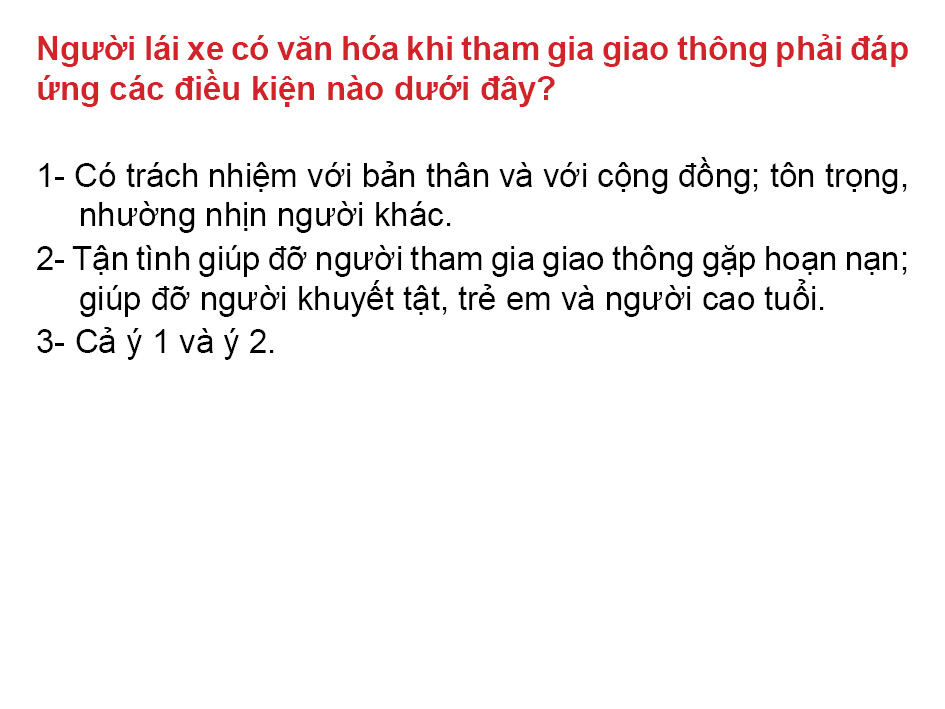 Người lái xe có văn hóa khi tham gia giao thông phải đáp
ứng các điều kiện nào dưới đây?
1- Có trách nhiệm với bản thân và với cộng đồng; tôn trọng,
nhường nhịn người khác.
2- Tận tình giúp đỡ người tham gia giao thông gặp hoạn nạn;
giúp đỡ người khuyết tật, trẻ em và người cao tuổi.
3- Cả ý 1 và ý 2.